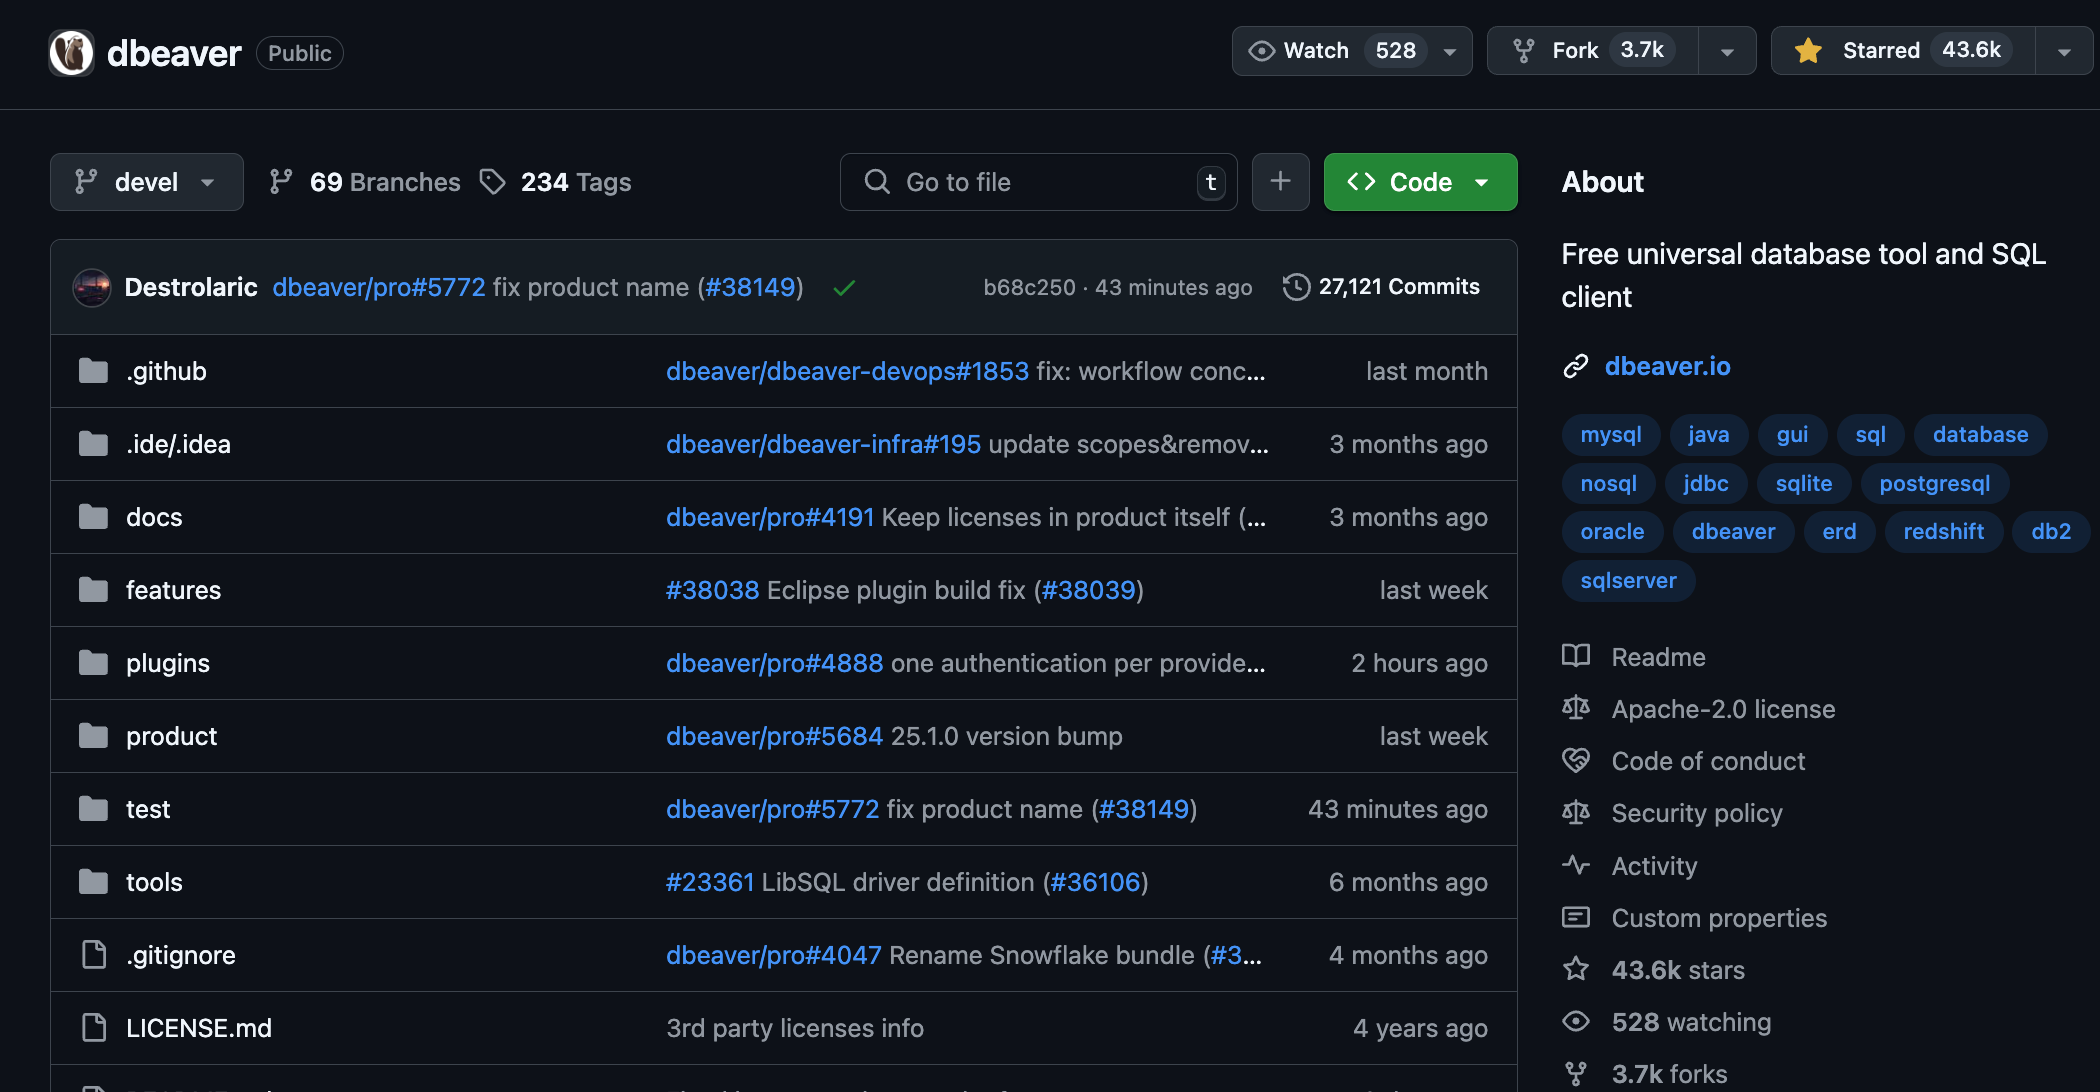 dbeaver Public Watch 528 Fork 3.7k Starred 43.6k
devel 69 Branches 234 Tags Go to file t Code
Destrolaric dbeaver/pro#5772 fix product name (#38149) b68c250 · 43 minutes ago 27,121 Commits
.github dbeaver/dbeaver-devops#1853 fix: workflow conc... last month
.ide/.idea dbeaver/dbeaver-infra#195 update scopes&remov... 3 months ago
docs dbeaver/pro#4191 Keep licenses in product itself (... 3 months ago
features #38038 Eclipse plugin build fix (#38039) last week
plugins dbeaver/pro#4888 one authentication per provide... 2 hours ago
product dbeaver/pro#5684 25.1.0 version bump last week
test dbeaver/pro#5772 fix product name (#38149) 43 minutes ago
tools #23361 LibSQL driver definition (#36106) 6 months ago
.gitignore dbeaver/pro#4047 Rename Snowflake bundle (#3... 4 months ago
LICENSE.md 3rd party licenses info 4 years ago
About
Free universal database tool and SQL
client
dbeaver.io
mysql java gui sql database
nosql jdbc sqlite postgresql
oracle dbeaver erd redshift db2
sqlserver
Readme
Apache-2.0 license
Code of conduct
Security policy
Activity
Custom properties
43.6k stars
528 watching
3.7k forks